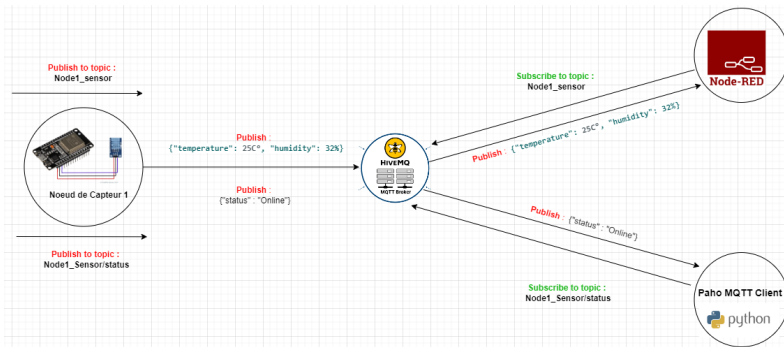 Publish to topic :
Node1_sensor
Noeud de Capteur 1
Publish to topic :
Node1_Sensor/status
Publish :
{"temperature": 25C°, "humidity": 32%}
Publish :
{"status" : "Online"}
HIVEMQ
MQTT Broker
Subscribe to topic :
Node1_sensor
Publish : {"temperature": 25C°, "humidity": 32%}
Node-RED
Publish : {"status" : "Online"}
Subscribe to topic :
Node1_Sensor/status
Paho MQTT Client
python